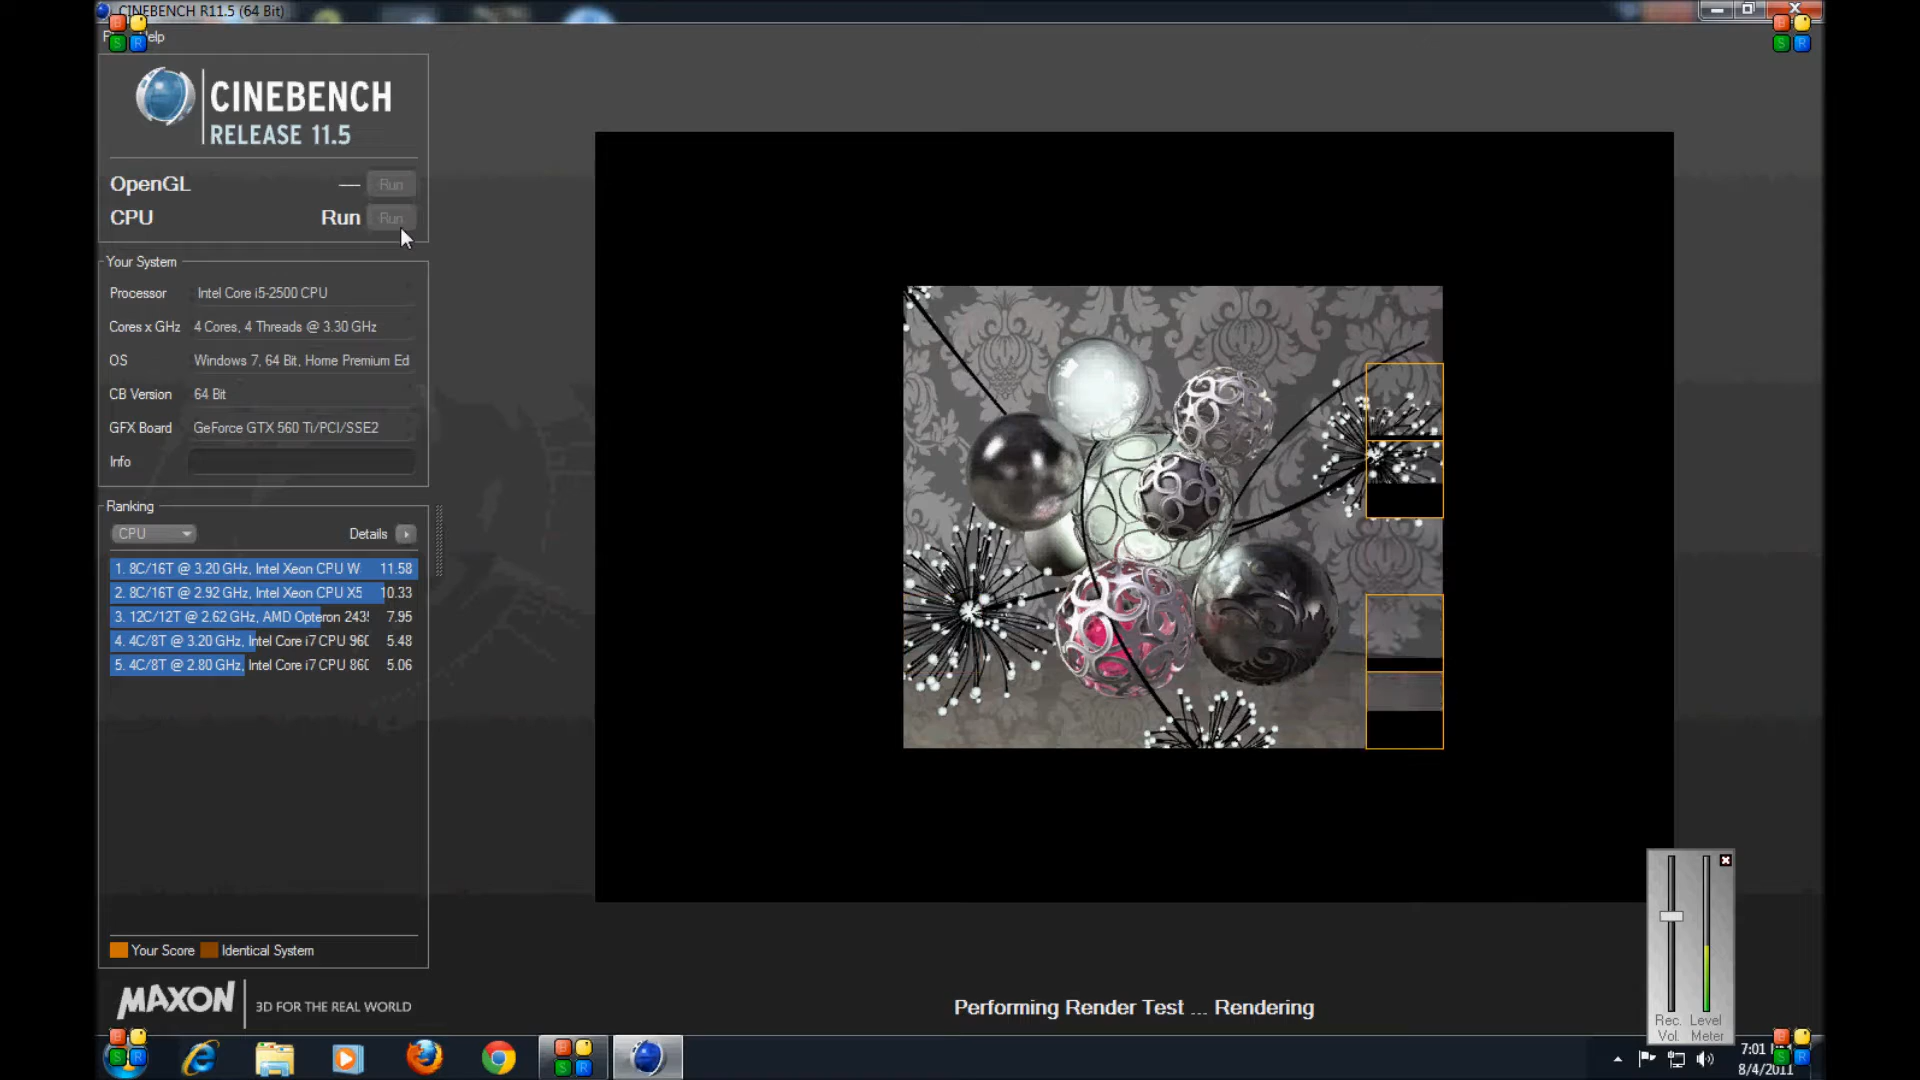 CINEBENCH R11.5 (64 Bit)
Help
CINEBENCH
RELEASE 11.5
OpenGL — Run
CPU Run Run
Your System
Processor Intel Core i5-2500 CPU
Cores x GHz 4 Cores, 4 Threads @ 3.30 GHz
OS Windows 7, 64 Bit, Home Premium Ed
CB Version 64 Bit
GFX Board GeForce GTX 560 Ti/PCI/SSE2
Info
Ranking
CPU Details
1. 8C/16T @ 3.20 GHz, Intel Xeon CPU W 11.58
2. 8C/16T @ 2.92 GHz, Intel Xeon CPU X5 10.33
3. 12C/12T @ 2.62 GHz, AMD Opteron 2435 7.95
4. 4C/8T @ 3.20 GHz, Intel Core i7 CPU 960 5.48
5. 4C/8T @ 2.80 GHz, Intel Core i7 CPU 860 5.06
Your Score Identical System
MAXON 3D FOR THE REAL WORLD
Performing Render Test ... Rendering
Rec. Vol.
Level Meter
7:01
8/4/2011